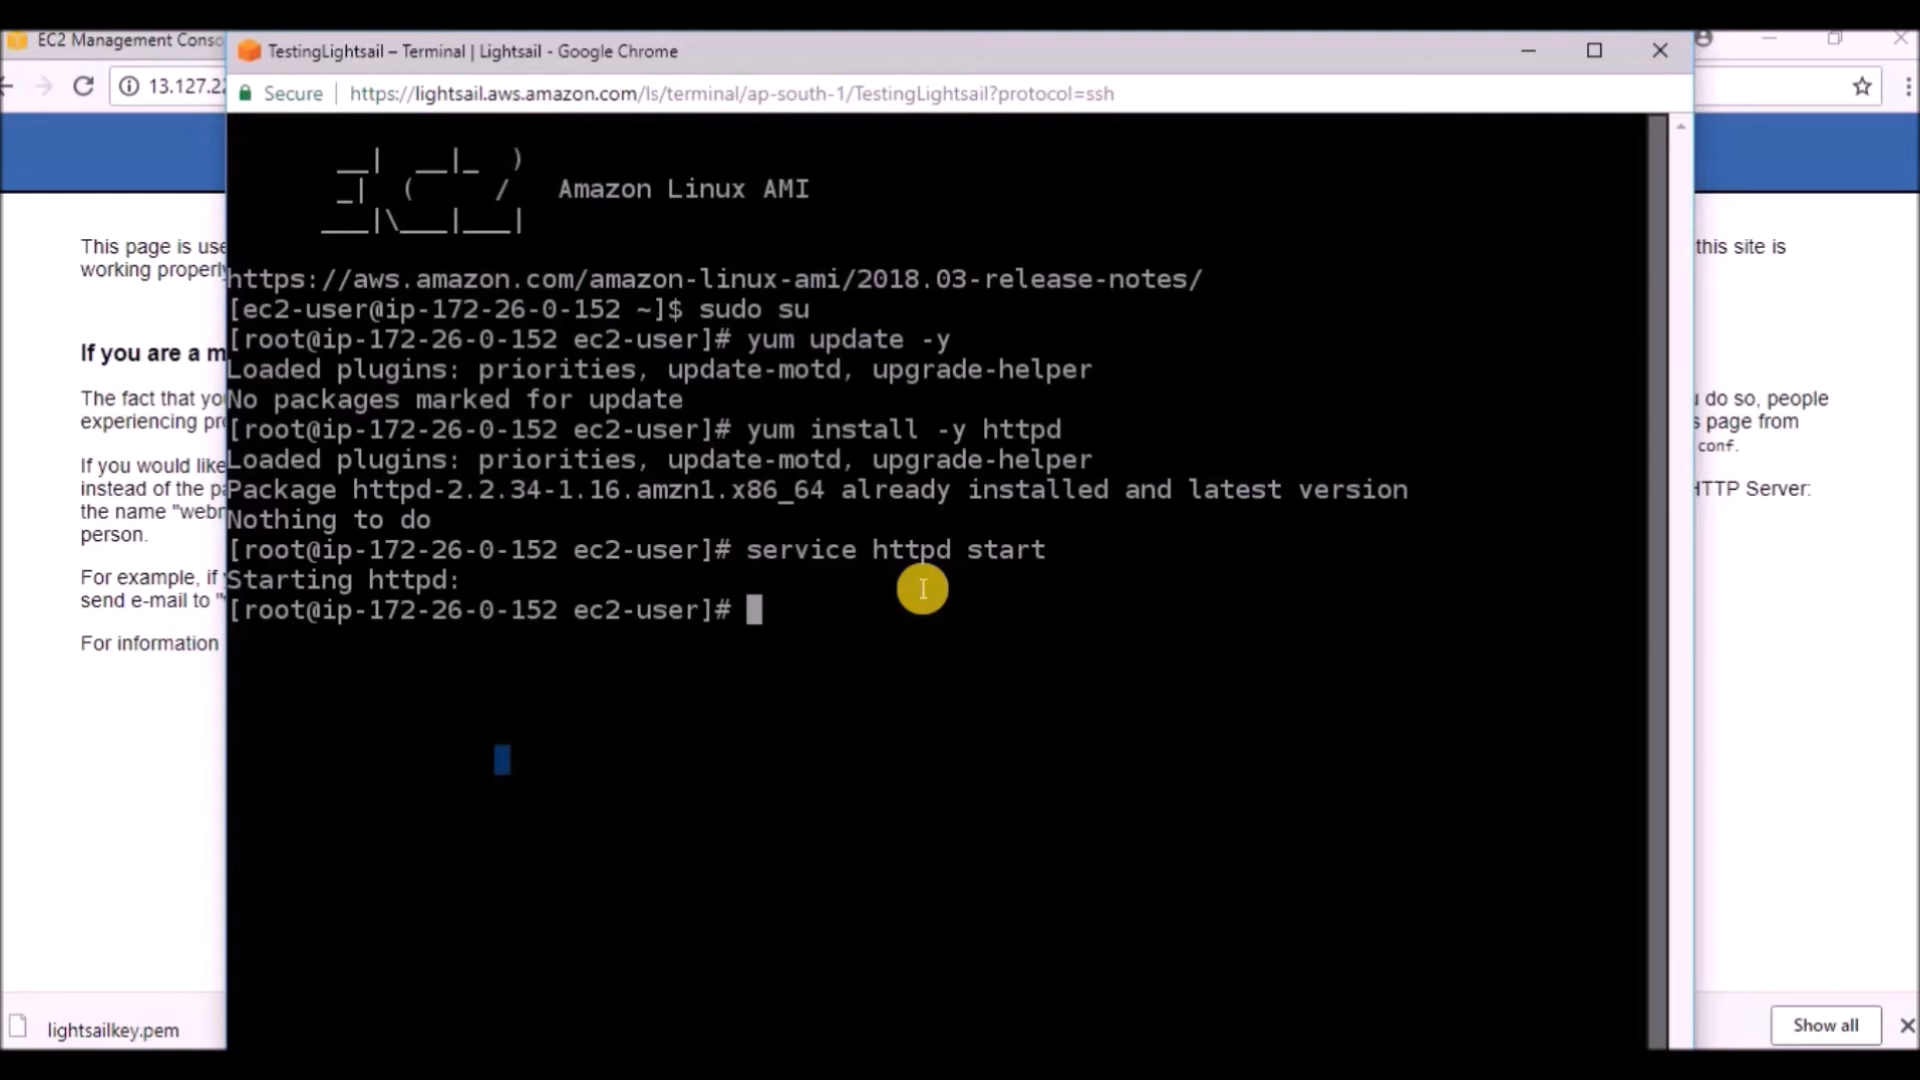 EC2 Management Conso
TestingLightsail – Terminal | Lightsail - Google Chrome
13.127.22
Secure | https://lightsail.aws.amazon.com/ls/terminal/ap-south-1/TestingLightsail?protocol=ssh
Amazon Linux AMI
This page is use
working properly
this site is
https://aws.amazon.com/amazon-linux-ami/2018.03-release-notes/
[ec2-user@ip-172-26-0-152 ~]$ sudo su
[root@ip-172-26-0-152 ec2-user]# yum update -y
Loaded plugins: priorities, update-motd, upgrade-helper
No packages marked for update
[root@ip-172-26-0-152 ec2-user]# yum install -y httpd
Loaded plugins: priorities, update-motd, upgrade-helper
Package httpd-2.2.34-1.16.amzn1.x86_64 already installed and latest version
Nothing to do
[root@ip-172-26-0-152 ec2-user]# service httpd start
Starting httpd:
[root@ip-172-26-0-152 ec2-user]#
If you are a m
The fact that you
experiencing pro
If you would like
instead of the pa
the name "webm
person.
For example, if
send e-mail to "
For information
do so, people
page from
conf.
HTTP Server:
lightsailkey.pem
Show all